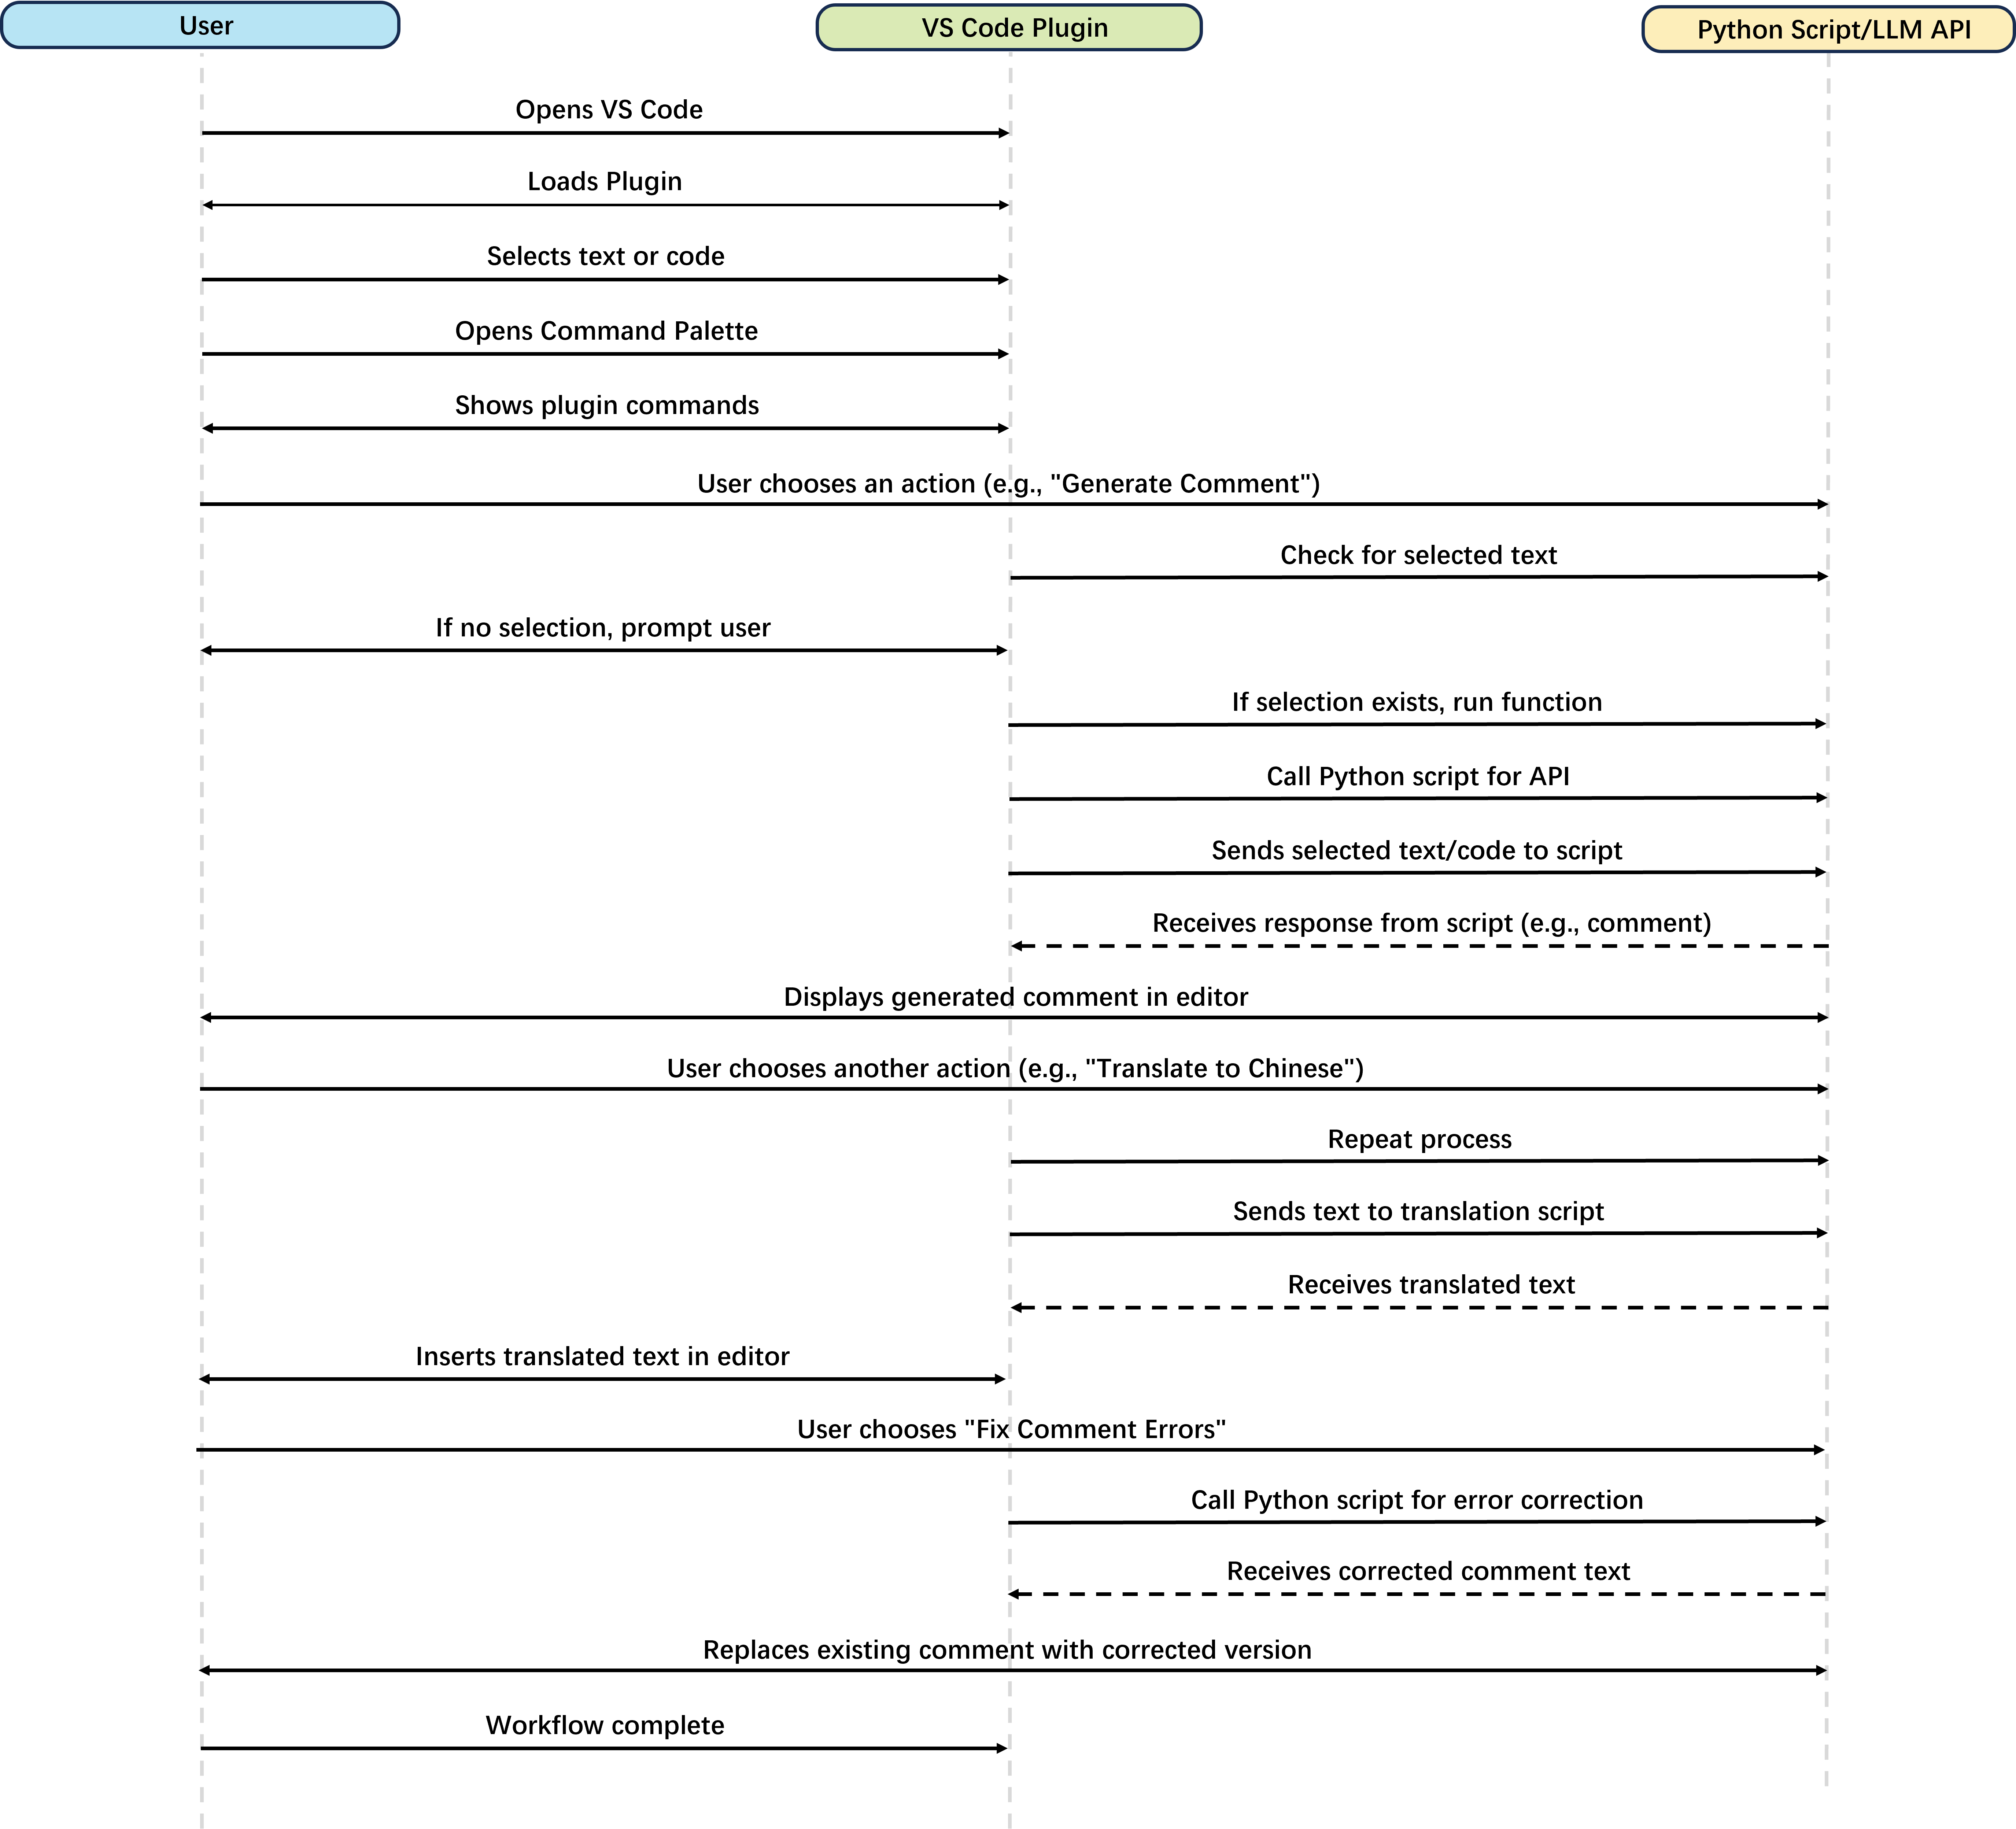 User
VS Code Plugin
Python Script/LLM API
Opens VS Code
Loads Plugin
Selects text or code
Opens Command Palette
Shows plugin commands
User chooses an action (e.g., "Generate Comment")
Check for selected text
If no selection, prompt user
If selection exists, run function
Call Python script for API
Sends selected text/code to script
Receives response from script (e.g., comment)
Displays generated comment in editor
User chooses another action (e.g., "Translate to Chinese")
Repeat process
Sends text to translation script
Receives translated text
Inserts translated text in editor
User chooses "Fix Comment Errors"
Call Python script for error correction
Receives corrected comment text
Replaces existing comment with corrected version
Workflow complete